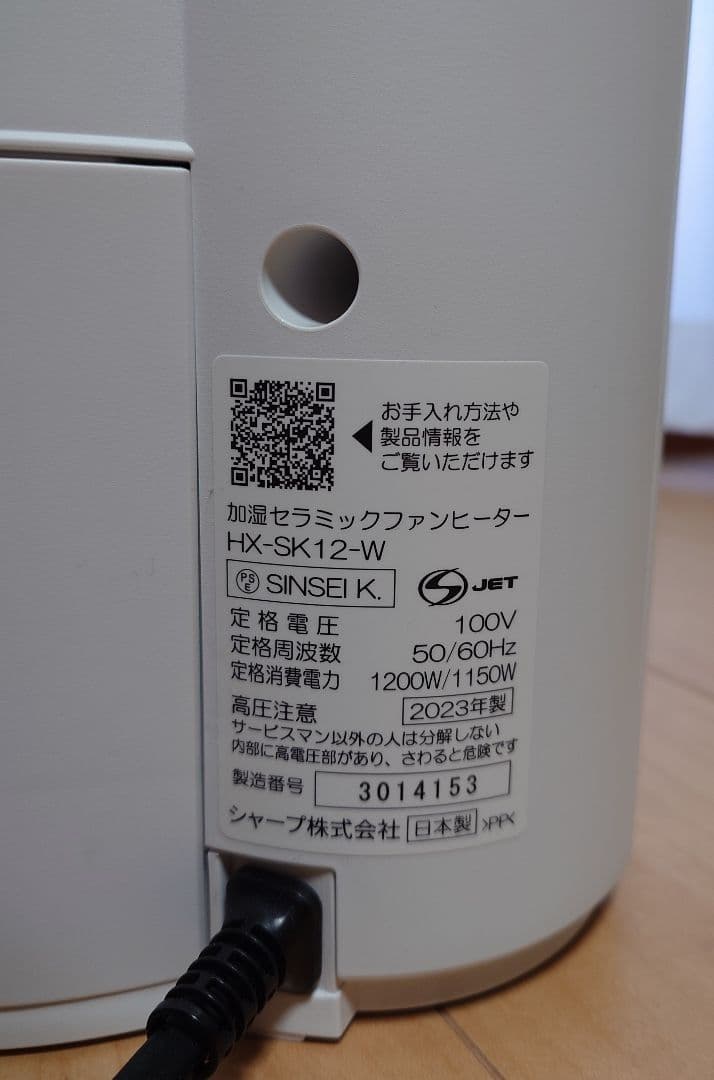 お手入れ方法や
製品情報を
ご覧いただけます
加湿セラミックファンヒーター
HX-SK12-W
PSE SINSEI K. S JET
定格電圧 100V
定格周波数 50/60Hz
定格消費電力 1200W/1150W
高圧注意 2023年製
サービスマン以外の人は分解しない
内部に高電圧部があり、さわると危険です
製造番号 3014153
シャープ株式会社 日本製 >PP<